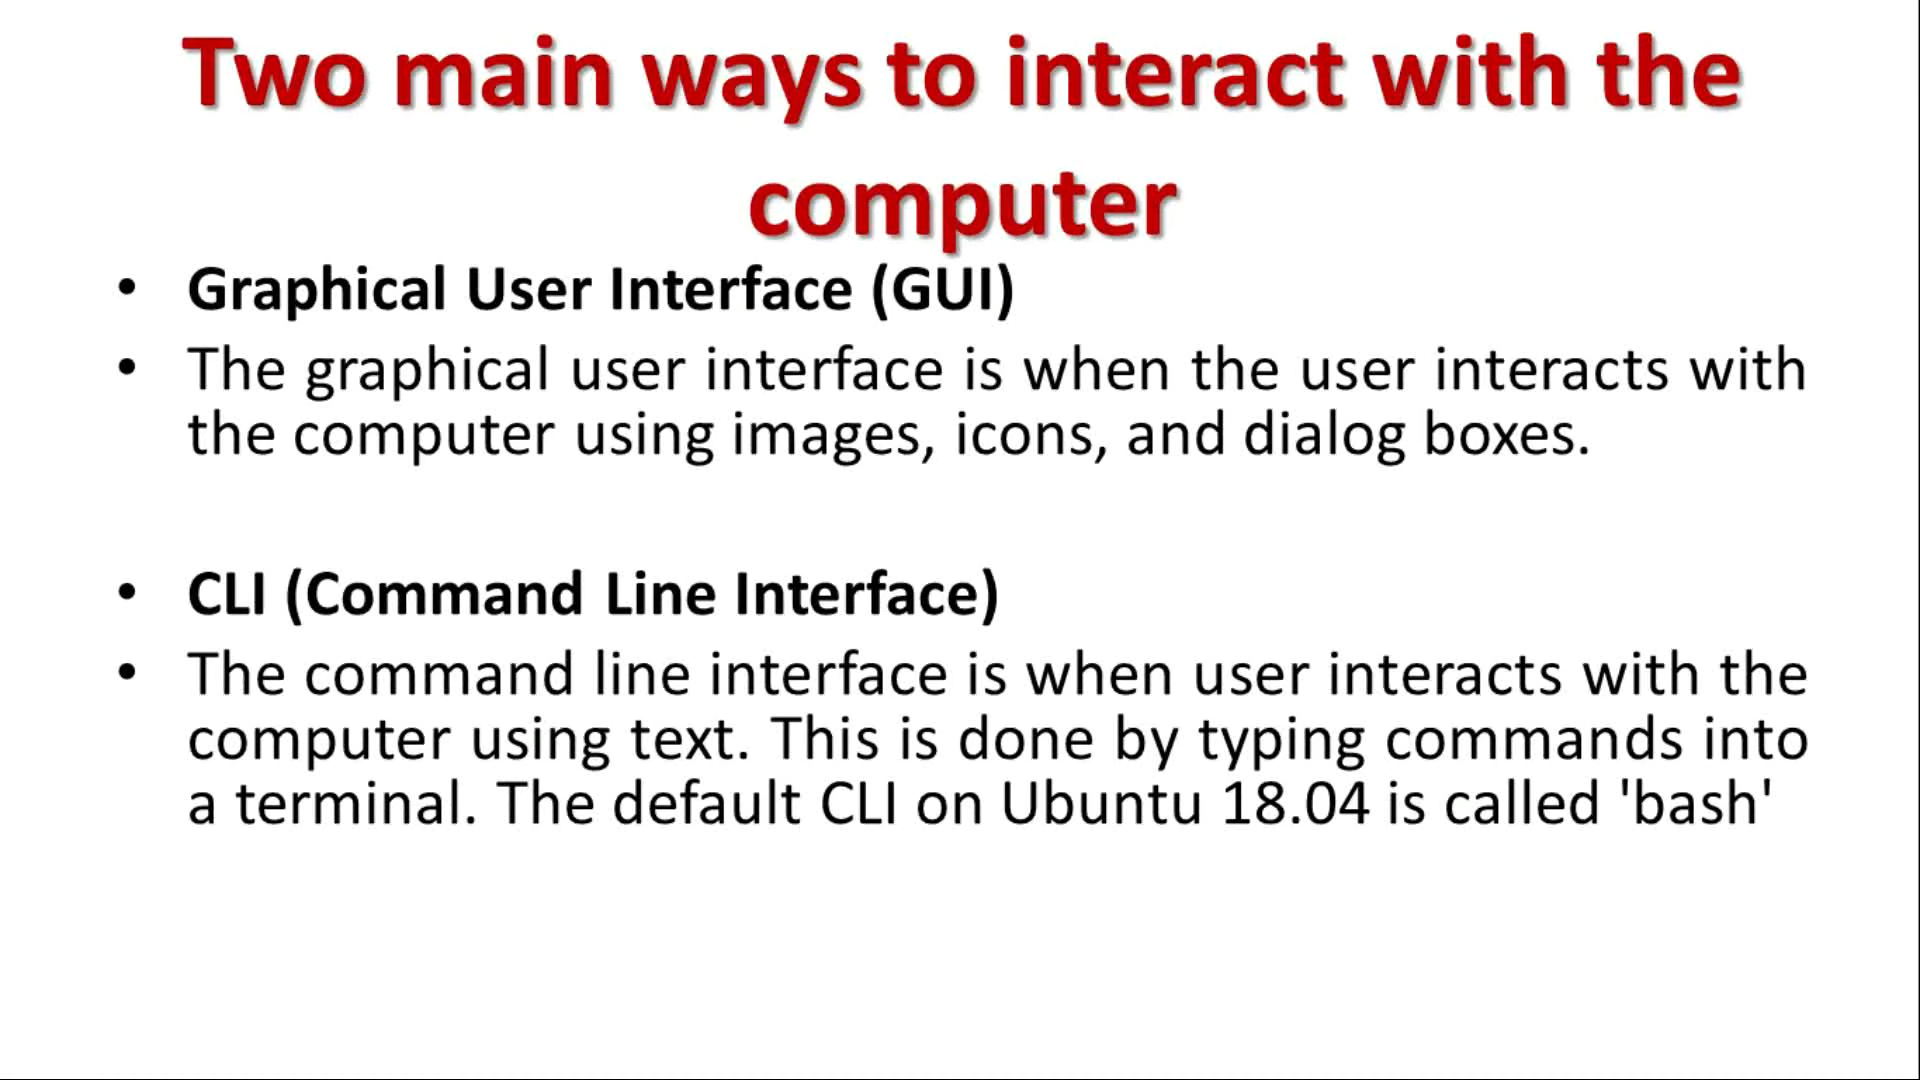 Two main ways to interact with the
computer
• Graphical User Interface (GUI)
• The graphical user interface is when the user interacts with
the computer using images, icons, and dialog boxes.
• CLI (Command Line Interface)
• The command line interface is when user interacts with the
computer using text. This is done by typing commands into
a terminal. The default CLI on Ubuntu 18.04 is called 'bash'